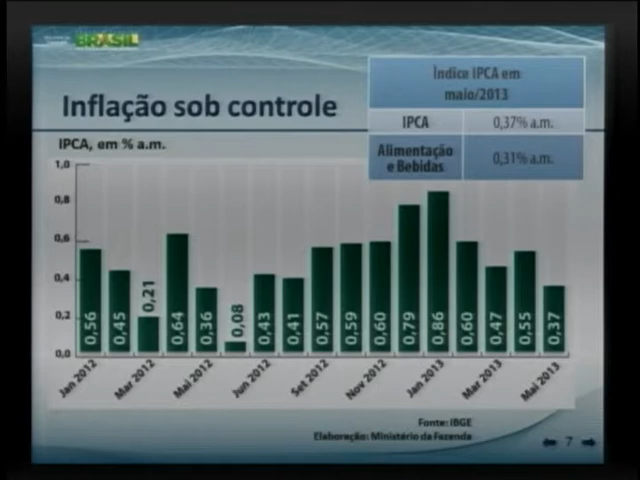 BRASIL
Inflação sob controle
Índice IPCA em
maio/2013
IPCA 0,37% a.m.
Alimentação
e Bebidas 0,31% a.m.
IPCA, em % a.m.
1,0
0,8
0,6
0,4
0,2
0,0
0,56
0,45
0,21
0,64
0,36
0,08
0,43
0,41
0,57
0,59
0,60
0,79
0,86
0,60
0,47
0,55
0,37
Jan 2012
Mar 2012
Mai 2012
Jun 2012
Set 2012
Nov 2012
Jan 2013
Mar 2013
Mai 2013
Fonte: IBGE
Elaboração: Ministério da Fazenda
7